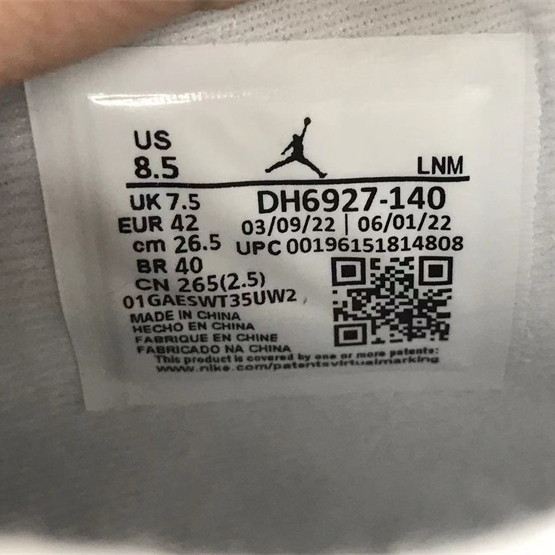 US
8.5 LNM
UK 7.5 DH6927-140
EUR 42 03/09/22 | 06/01/22
cm 26.5 UPC 00196151814808
BR 40
CN 265(2.5)
01GAESWT35UW2
MADE IN CHINA
HECHO EN CHINA
FABRIQUE EN CHINE
FABRICADO NA CHINA
This product is covered by one or more patents:
www.nike.com/patentsvirtualmarking